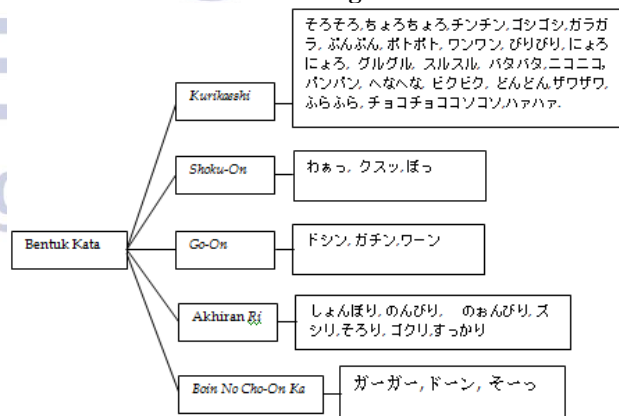 そろそろ,ちょろちょろ,チンチン,ゴシゴシ,ガラガ
ラ, ぷんぷん, ポトポト, ワンワン, びりびり, にょろ
にょろ, グルグル, スルスル, バタバタ,ニコニコ,
パンパン, へなへな, ビクビク, どんどん,ザワザワ,
ふらふら, チョコチョココソコソ,ハァハァ.
Kurikaeshi
Shoku-On
わぁっ, クスッ,ぼっ
Bentuk Kata
Go-On
ドシン, ガチン,ワーン
Akhiran Ri
しょんぼり, のんびり, のぉんびり, ズ
シリ,そろり, ゴクリ,すっかり
Boin No Cho-On Ka
ガーガー, ドーン, そーっ